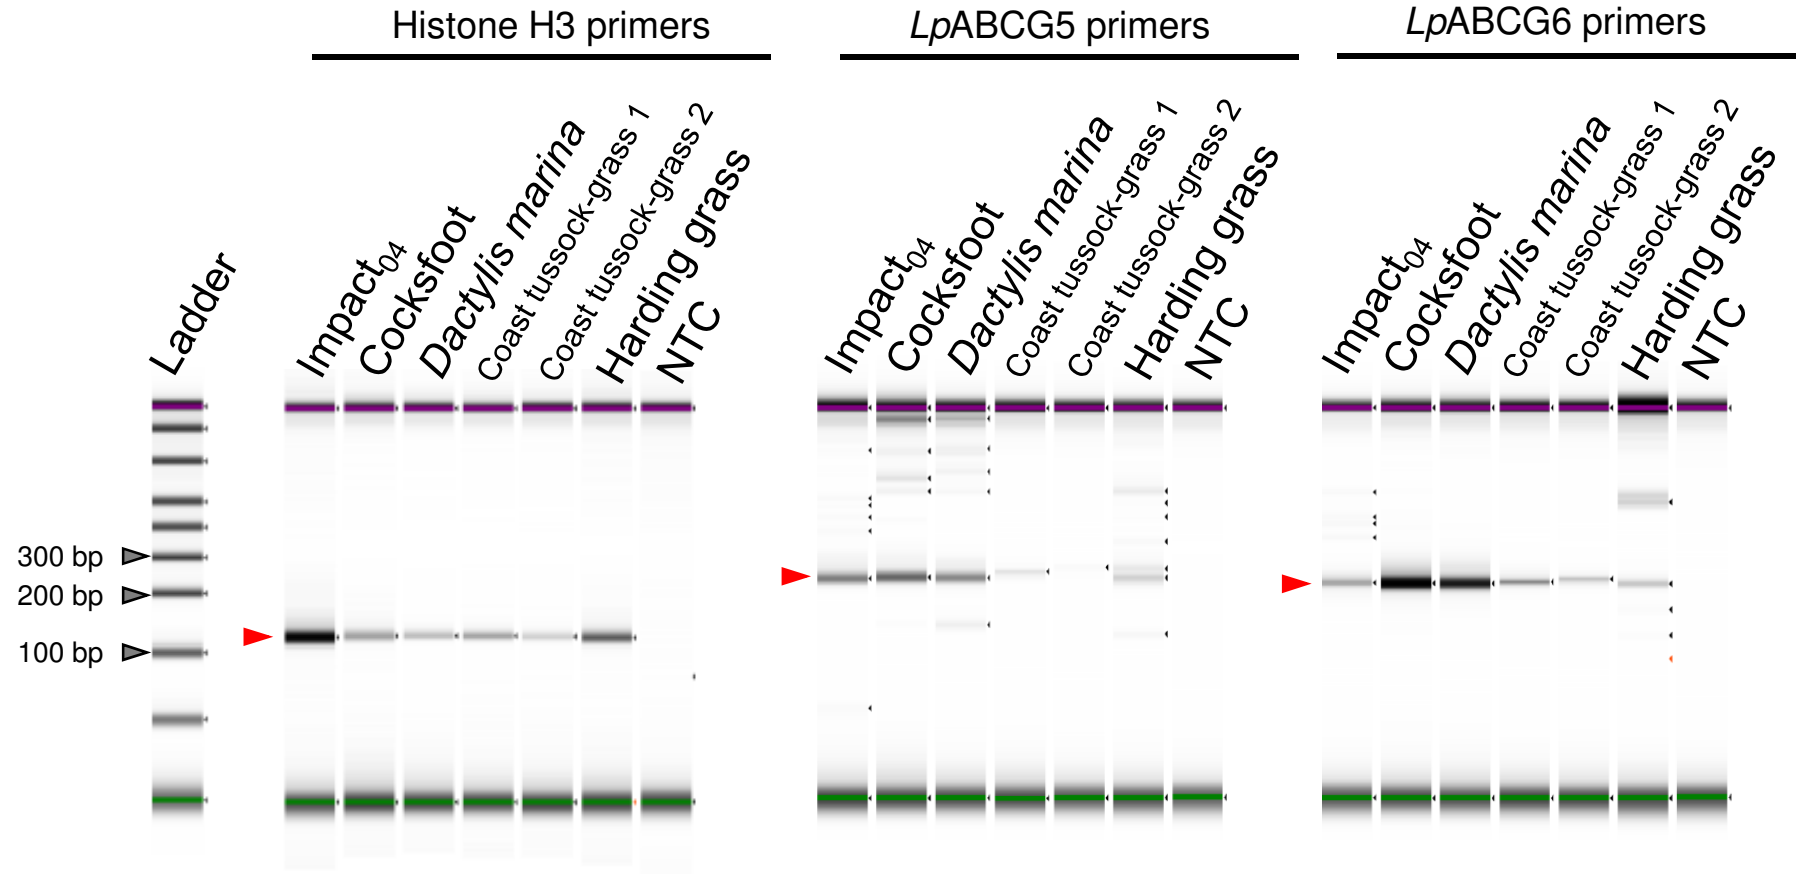 Histone H3 primers
LpABCG5 primers
LpABCG6 primers
Ladder
Impact04
Cocksfoot
Dactylis marina
Coast tussock-grass 1
Coast tussock-grass 2
Harding grass
NTC
Impact04
Cocksfoot
Dactylis marina
Coast tussock-grass 1
Coast tussock-grass 2
Harding grass
NTC
Impact04
Cocksfoot
Dactylis marina
Coast tussock-grass 1
Coast tussock-grass 2
Harding grass
NTC
300 bp
200 bp
100 bp